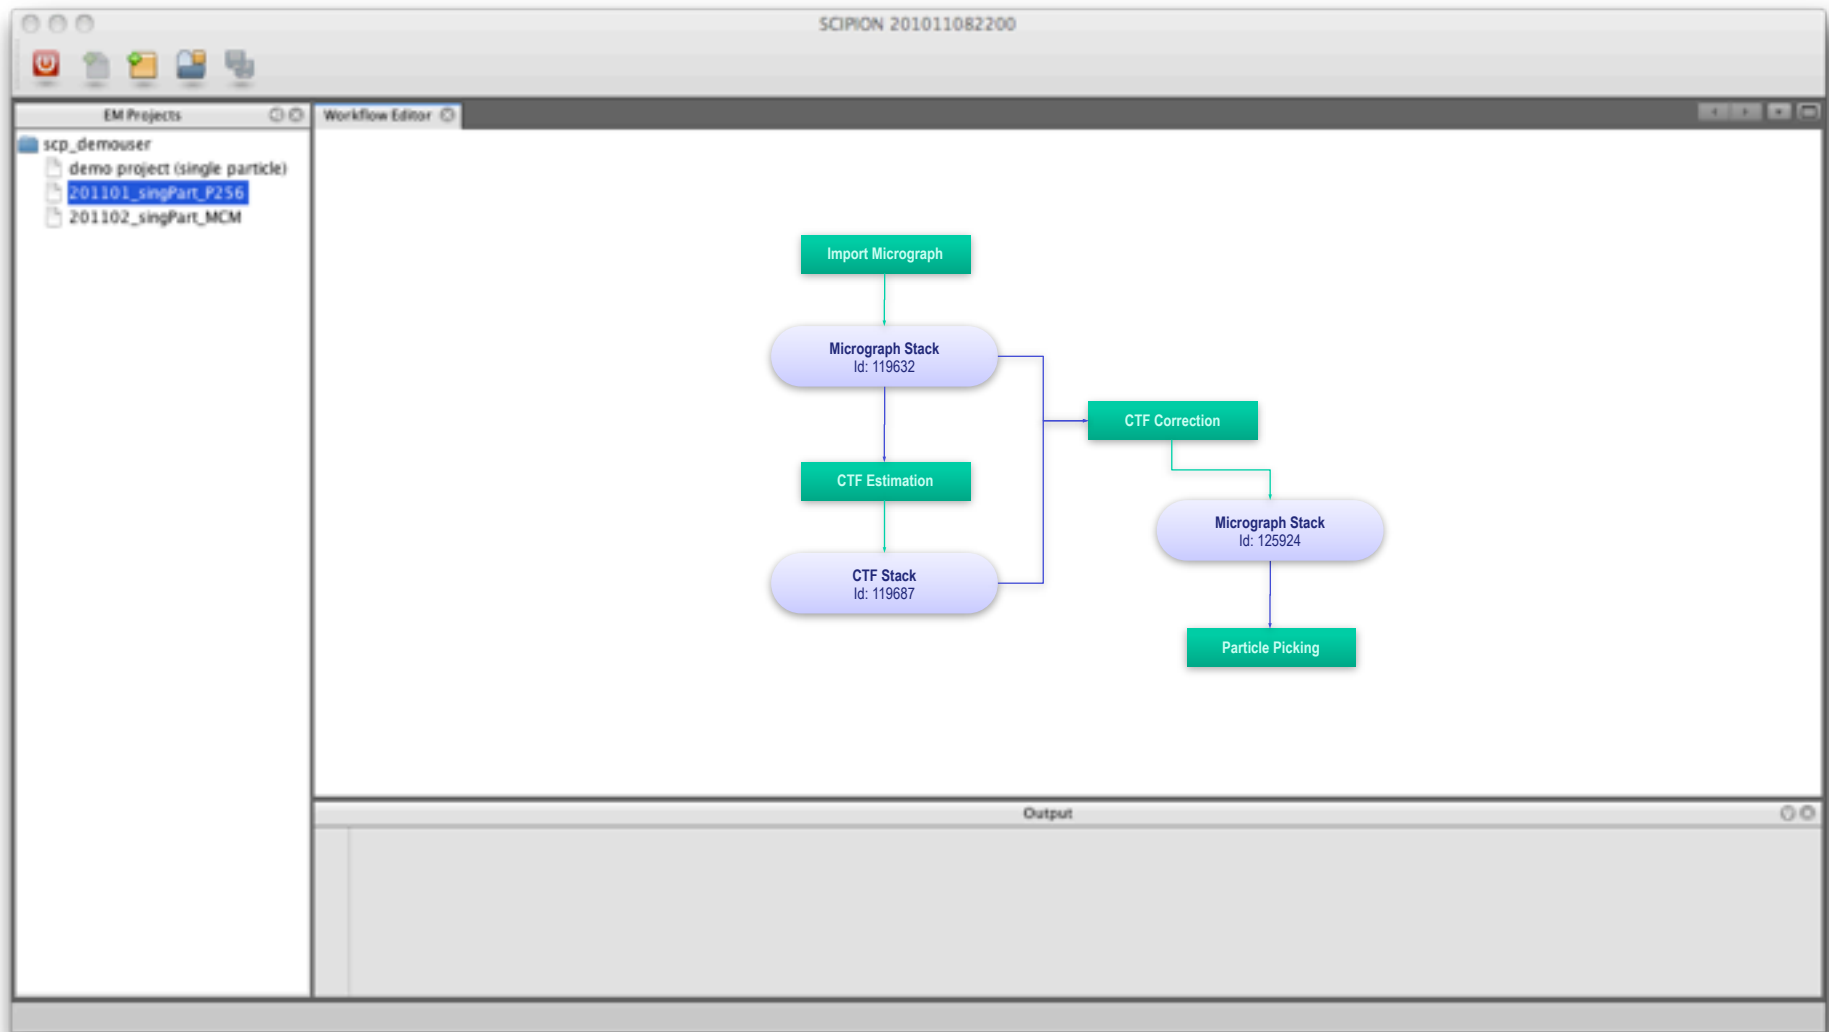 SCIPION 201011082200
EM Projects
Workflow Editor
scp_demouser
demo project (single particle)
201101_singPart_P256
201102_singPart_MCM
Import Micrograph
Micrograph Stack
Id: 119632
CTF Correction
CTF Estimation
Micrograph Stack
Id: 125924
CTF Stack
Id: 119687
Particle Picking
Output